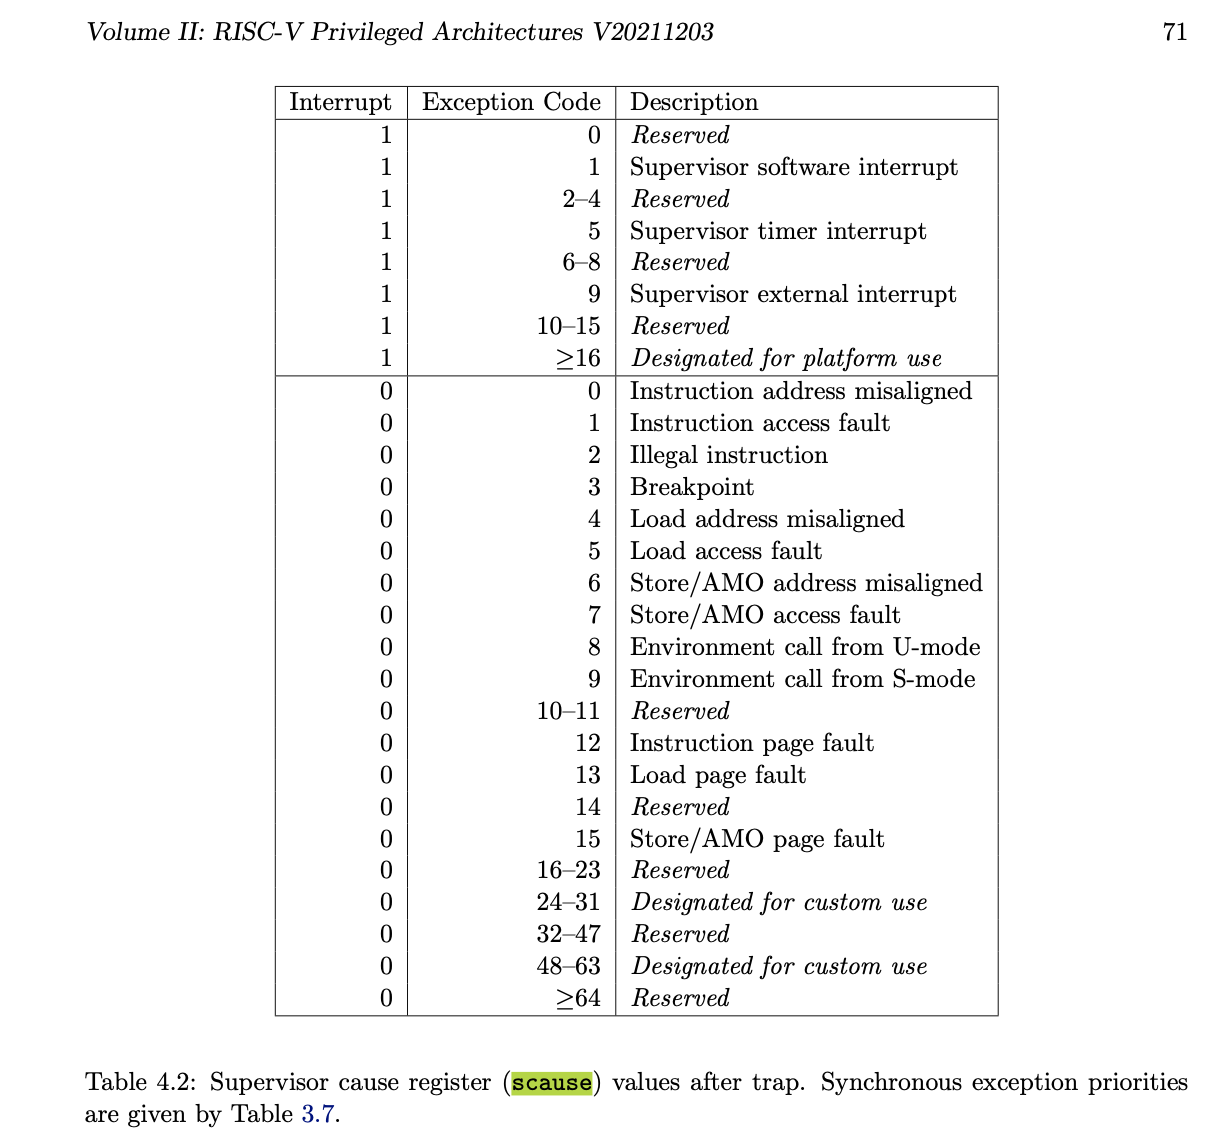 Volume II: RISC-V Privileged Architectures V20211203 71
Interrupt Exception Code Description
1 0 Reserved
1 1 Supervisor software interrupt
1 2–4 Reserved
1 5 Supervisor timer interrupt
1 6–8 Reserved
1 9 Supervisor external interrupt
1 10–15 Reserved
1 ≥16 Designated for platform use
0 0 Instruction address misaligned
0 1 Instruction access fault
0 2 Illegal instruction
0 3 Breakpoint
0 4 Load address misaligned
0 5 Load access fault
0 6 Store/AMO address misaligned
0 7 Store/AMO access fault
0 8 Environment call from U-mode
0 9 Environment call from S-mode
0 10–11 Reserved
0 12 Instruction page fault
0 13 Load page fault
0 14 Reserved
0 15 Store/AMO page fault
0 16–23 Reserved
0 24–31 Designated for custom use
0 32–47 Reserved
0 48–63 Designated for custom use
0 ≥64 Reserved
Table 4.2: Supervisor cause register (scause) values after trap. Synchronous exception priorities
are given by Table 3.7.